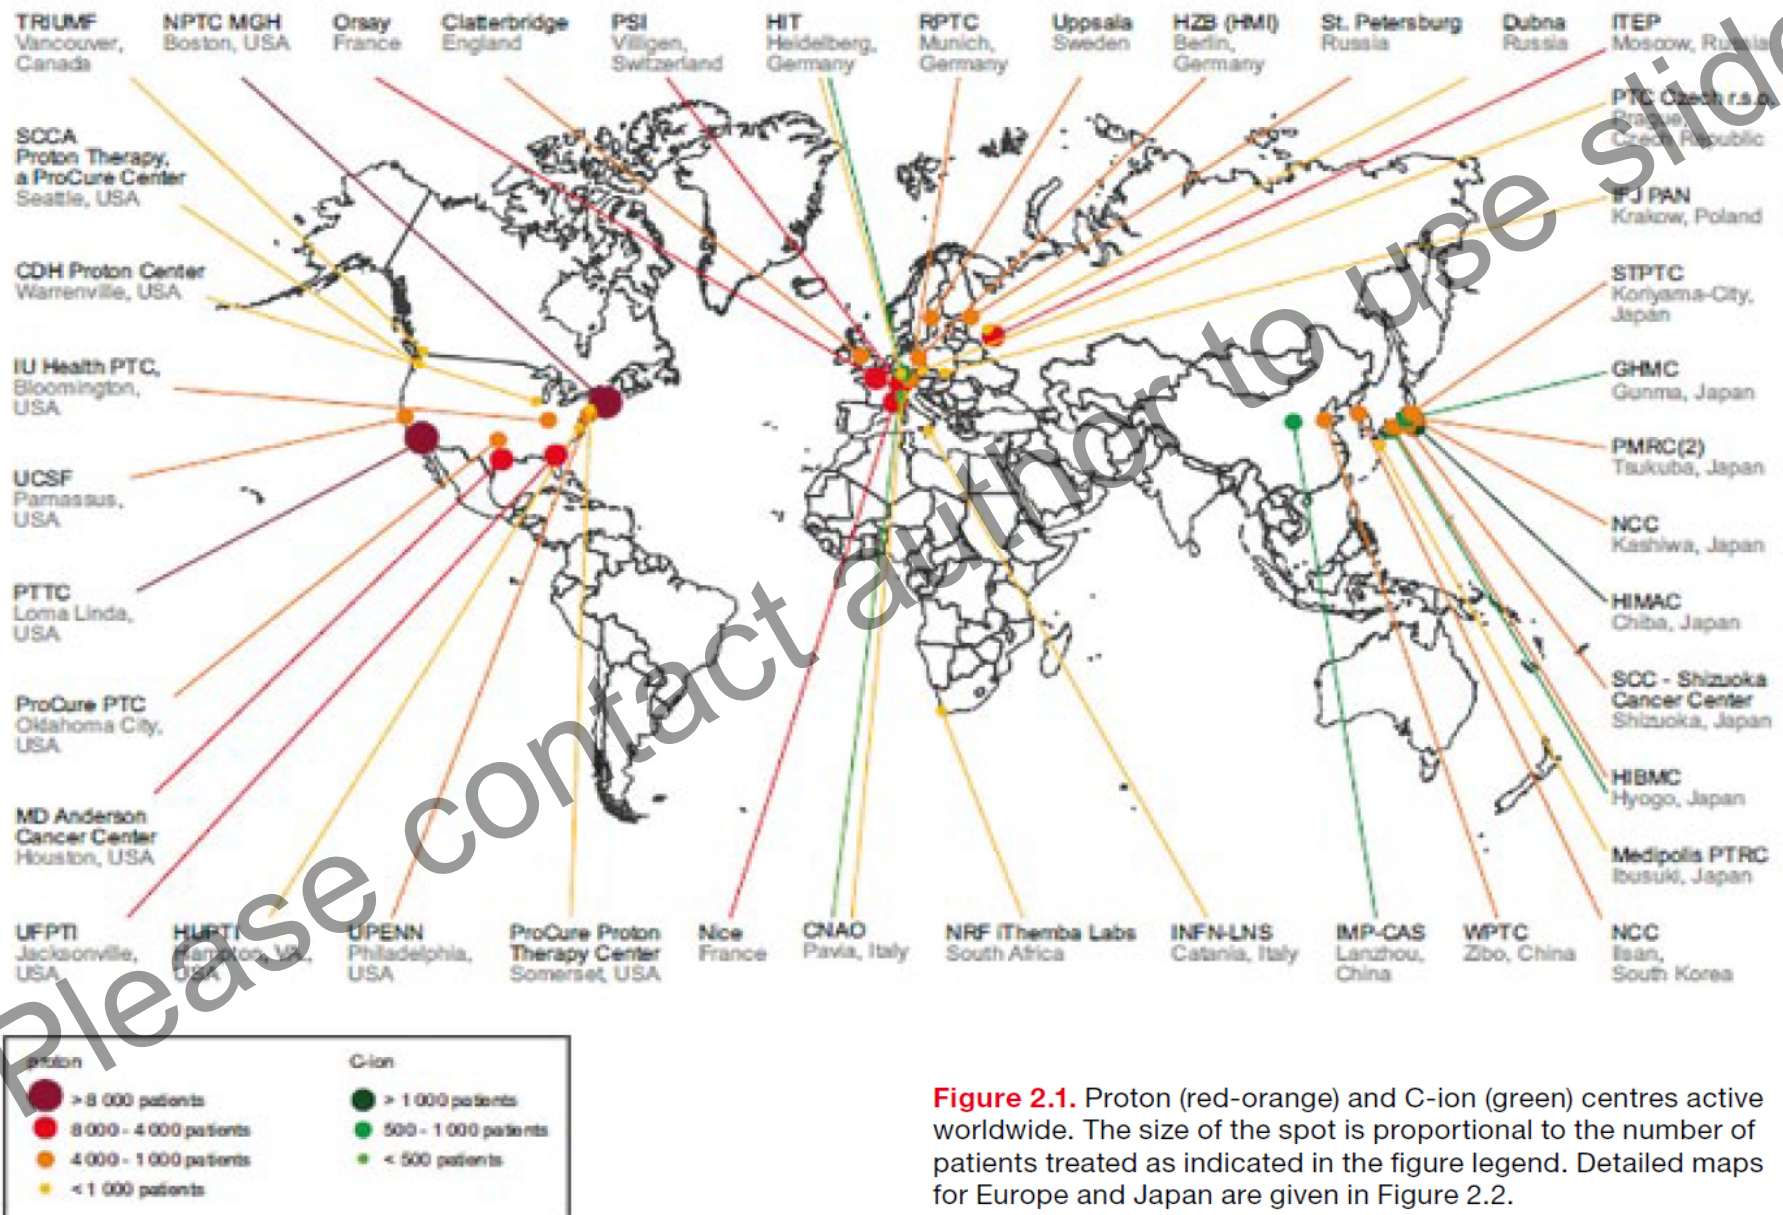 TRIUMF
Vancouver,
Canada
NPTC MGH
Boston, USA
Orsay
France
Clatterbridge
England
PSI
Villigen,
Switzerland
HIT
Heidelberg,
Germany
RPTC
Munich,
Germany
Uppsala
Sweden
HZB (HMI)
Berlin,
Germany
St. Petersburg
Russia
Dubna
Russia
ITEP
Moscow, Russia
SCCA
Proton Therapy,
a ProCure Center
Seattle, USA
CDH Proton Center
Warrenville, USA
IU Health PTC,
Bloomington,
USA
UCSF
Parnassus,
USA
PTTC
Loma Linda,
USA
ProCure PTC
Oklahoma City,
USA
MD Anderson
Cancer Center
Houston, USA
PTC Czech r.s.o.
Prague,
Czech Republic
IFJ PAN
Krakow, Poland
STPTC
Koriyama-City,
Japan
GHMC
Gunma, Japan
PMRC(2)
Tsukuba, Japan
NCC
Kashiwa, Japan
HIMAC
Chiba, Japan
SCC - Shizuoka
Cancer Center
Shizuoka, Japan
HIBMC
Hyogo, Japan
Medipolis PTRC
Ibusuki, Japan
UFPTI
Jacksonville,
USA
HUPTI
Hampton, VA,
USA
UPENN
Philadelphia,
USA
ProCure Proton
Therapy Center
Somerset, USA
Nice
France
CNAO
Pavia, Italy
NRF iThemba Labs
South Africa
INFN-LNS
Catania, Italy
IMP-CAS
Lanzhou,
China
WPTC
Zibo, China
NCC
Ilsan,
South Korea
Please contact author to use slide
proton
> 8 000 patients
8 000 - 4 000 patients
4 000 - 1 000 patients
< 1 000 patients
C-ion
> 1 000 patients
500 - 1 000 patients
< 500 patients
Figure 2.1. Proton (red-orange) and C-ion (green) centres active
worldwide. The size of the spot is proportional to the number of
patients treated as indicated in the figure legend. Detailed maps
for Europe and Japan are given in Figure 2.2.